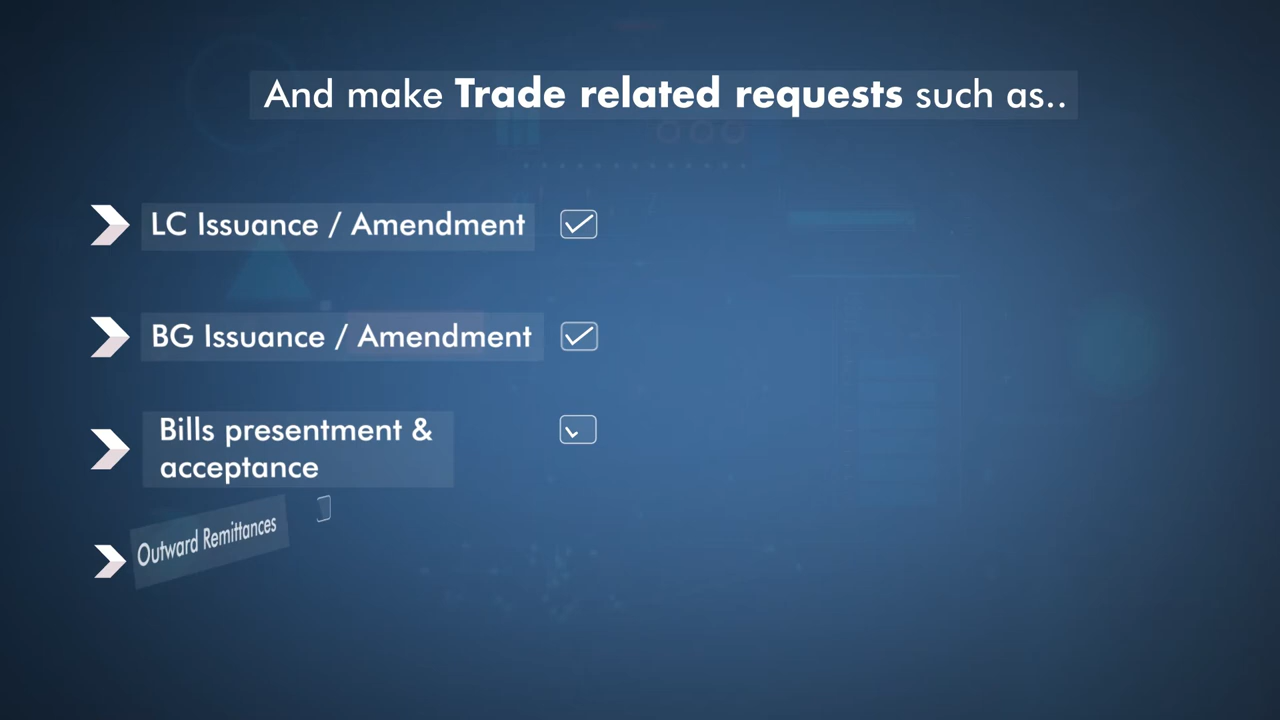 And make Trade related requests such as..
LC Issuance / Amendment
BG Issuance / Amendment
Bills presentment &
acceptance
Outward Remittances